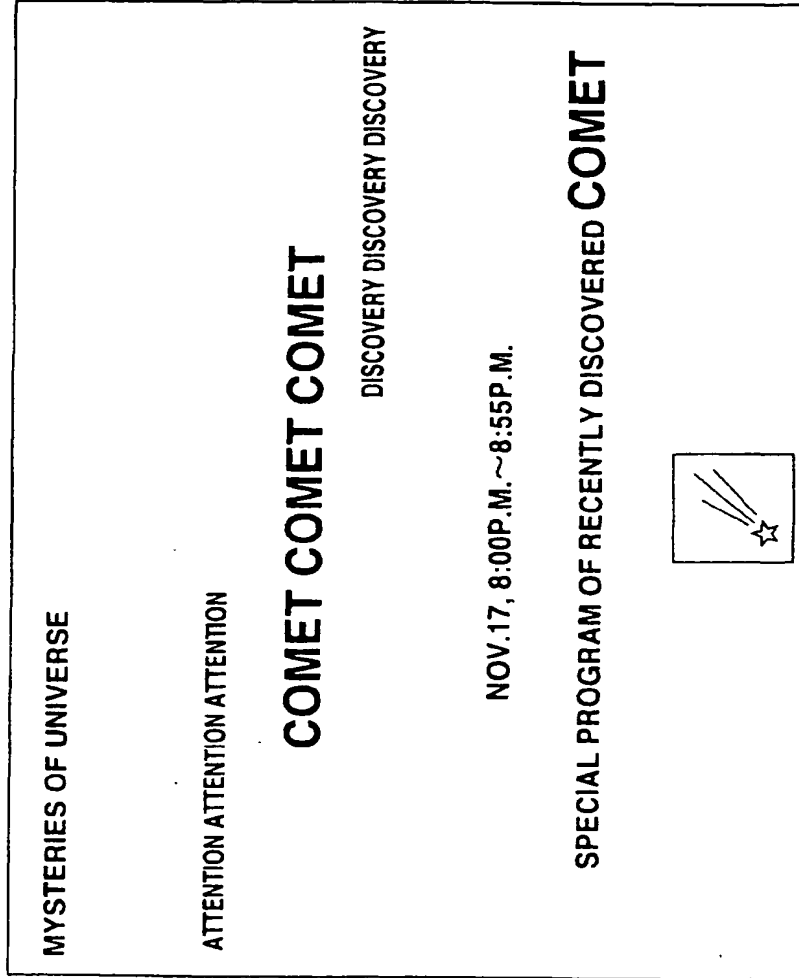 MYSTERIES OF UNIVERSE
ATTENTION ATTENTION ATTENTION
COMET COMET COMET
DISCOVERY DISCOVERY DISCOVERY
NOV.17, 8:00P.M.~8:55P.M.
SPECIAL PROGRAM OF RECENTLY DISCOVERED COMET